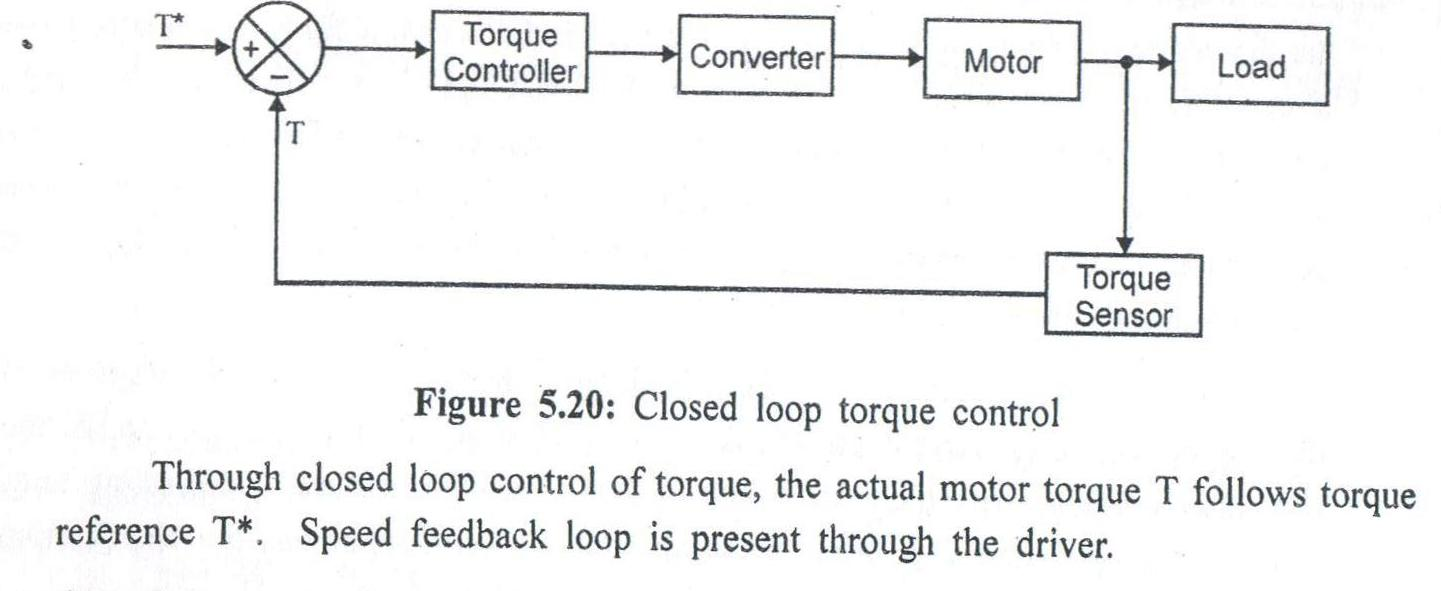 T*
+
−
Torque
Controller
Converter
Motor
Load
T
Torque
Sensor
Figure 5.20: Closed loop torque control
Through closed loop control of torque, the actual motor torque T follows torque
reference T*. Speed feedback loop is present through the driver.